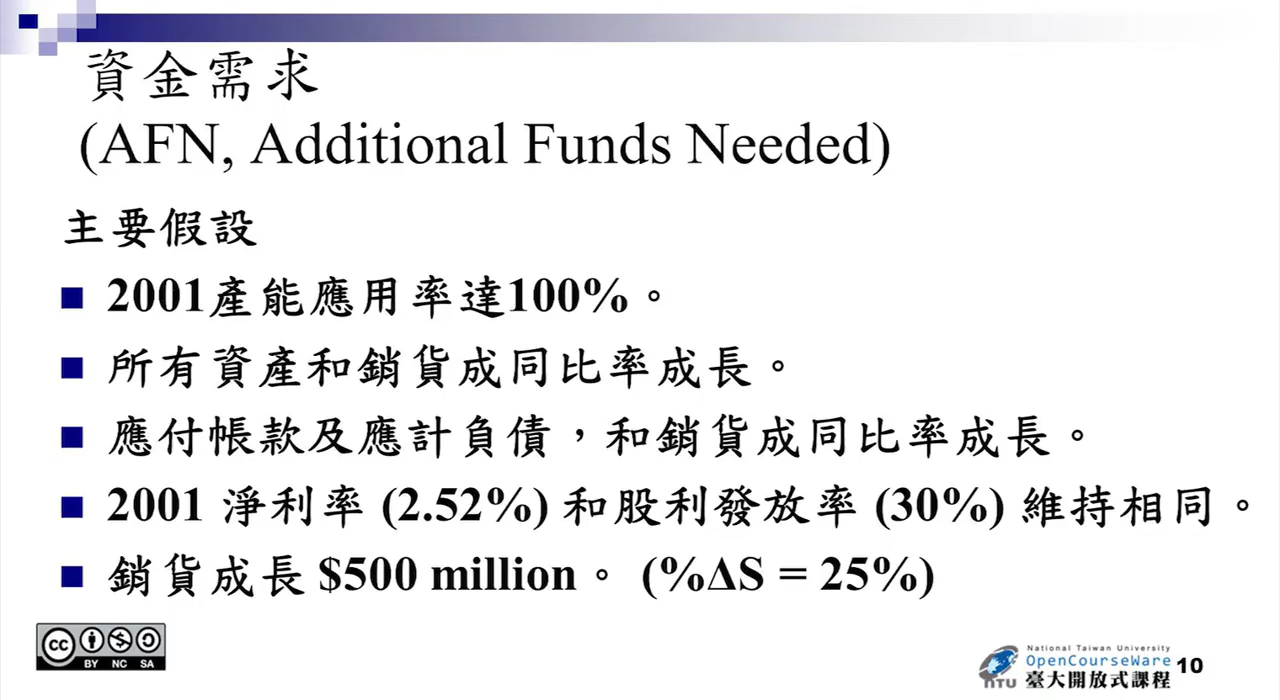 資金需求
(AFN, Additional Funds Needed)
主要假設
2001產能應用率達100%。
所有資產和銷貨成同比率成長。
應付帳款及應計負債，和銷貨成同比率成長。
2001 淨利率 (2.52%) 和股利發放率 (30%) 維持相同。
銷貨成長 $500 million。 (%ΔS = 25%)
cc BY NC SA
NTU
National Taiwan University
OpenCourseWare
臺大開放式課程
10